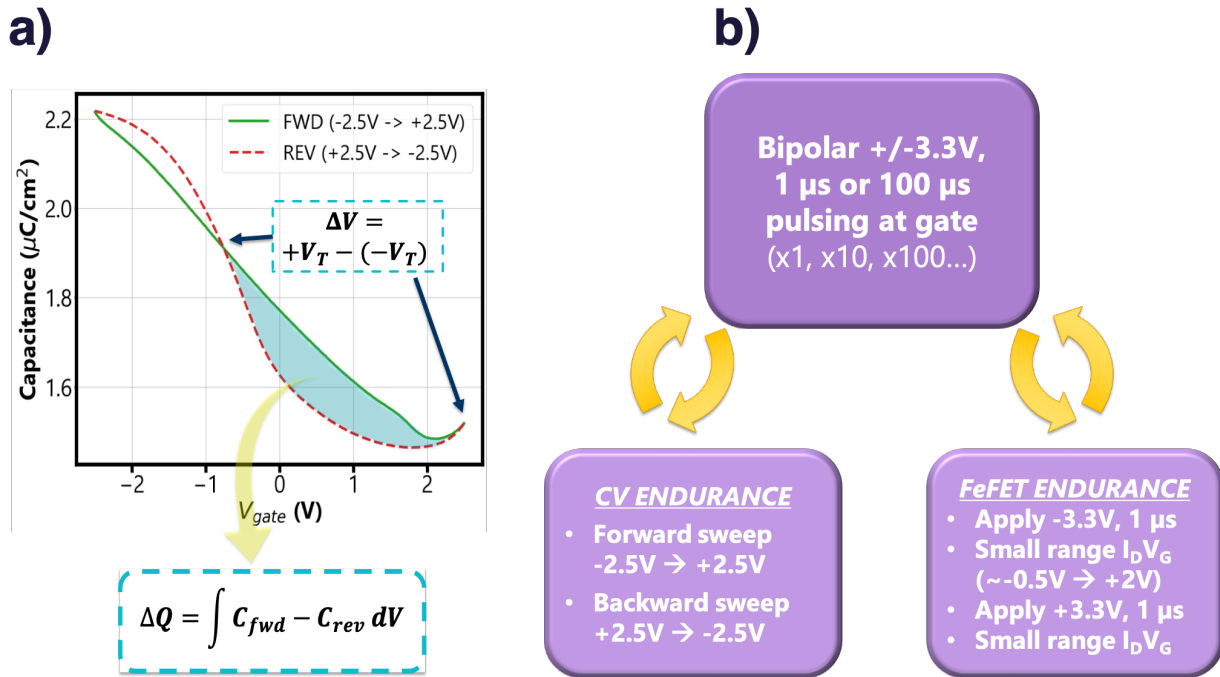 a)
2.2
2.0
1.8
1.6
Capacitance (μC/cm²)
FWD (-2.5V -> +2.5V)
REV (+2.5V -> -2.5V)
ΔV =
+V_T − (−V_T)
−2
−1
0
1
2
V_gate (V)
ΔQ = ∫ C_fwd − C_rev dV
b)
Bipolar +/-3.3V,
1 µs or 100 µs
pulsing at gate
(x1, x10, x100...)
CV ENDURANCE
• Forward sweep
-2.5V → +2.5V
• Backward sweep
+2.5V → -2.5V
FeFET ENDURANCE
• Apply -3.3V, 1 µs
• Small range I_DV_G
(~-0.5V → +2V)
• Apply +3.3V, 1 µs
• Small range I_DV_G